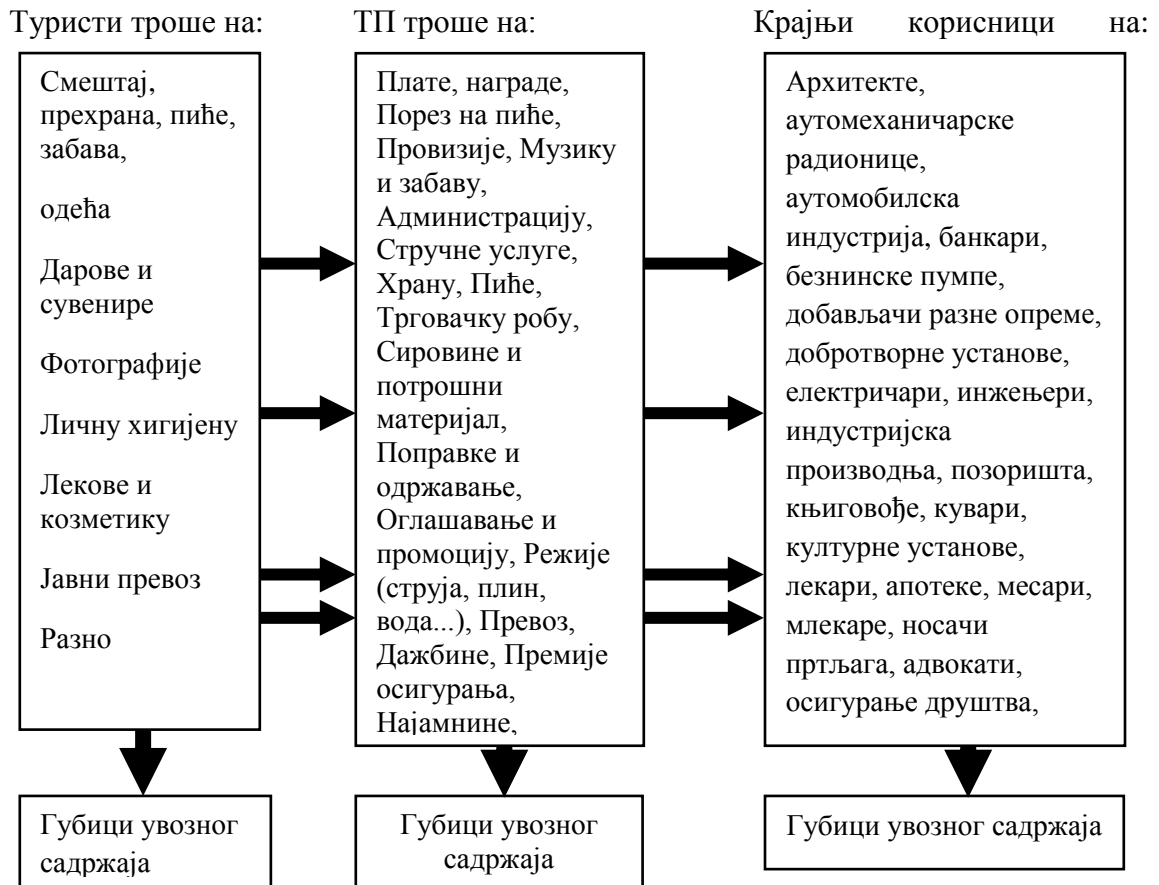 Туристи троше на:
Смештај,
прехрана, пиће,
забава,
одећа
Дарове и
сувенире
Фотографије
Личну хигијену
Лекове и
козметику
Јавни превоз
Разно
Губици увозног
садржаја
ТП троше на:
Плате, награде,
Порез на пиће,
Провизије, Музику
и забаву,
Администрацију,
Стручне услуге,
Храну, Пиће,
Трговачку робу,
Сировине и
потрошни
материјал,
Поправке и
одржавање,
Оглашавање и
промоцију, Режије
(струја, плин,
вода...), Превоз,
Дажбине, Премије
осигурања,
Најамнине,
Губици увозног
садржаја
Крајњи корисници на:
Архитекте,
аутомеханичарске
радионице,
аутомобилска
индустрија, банкари,
безнинске пумпе,
добављачи разне опреме,
добротворне установе,
електричари, инжењери,
индустријска
производња, позоришта,
књиговође, кувари,
културне установе,
лекари, апотеке, месари,
млекаре, носачи
пртљага, адвокати,
осигурање друштва,
Губици увозног садржаја